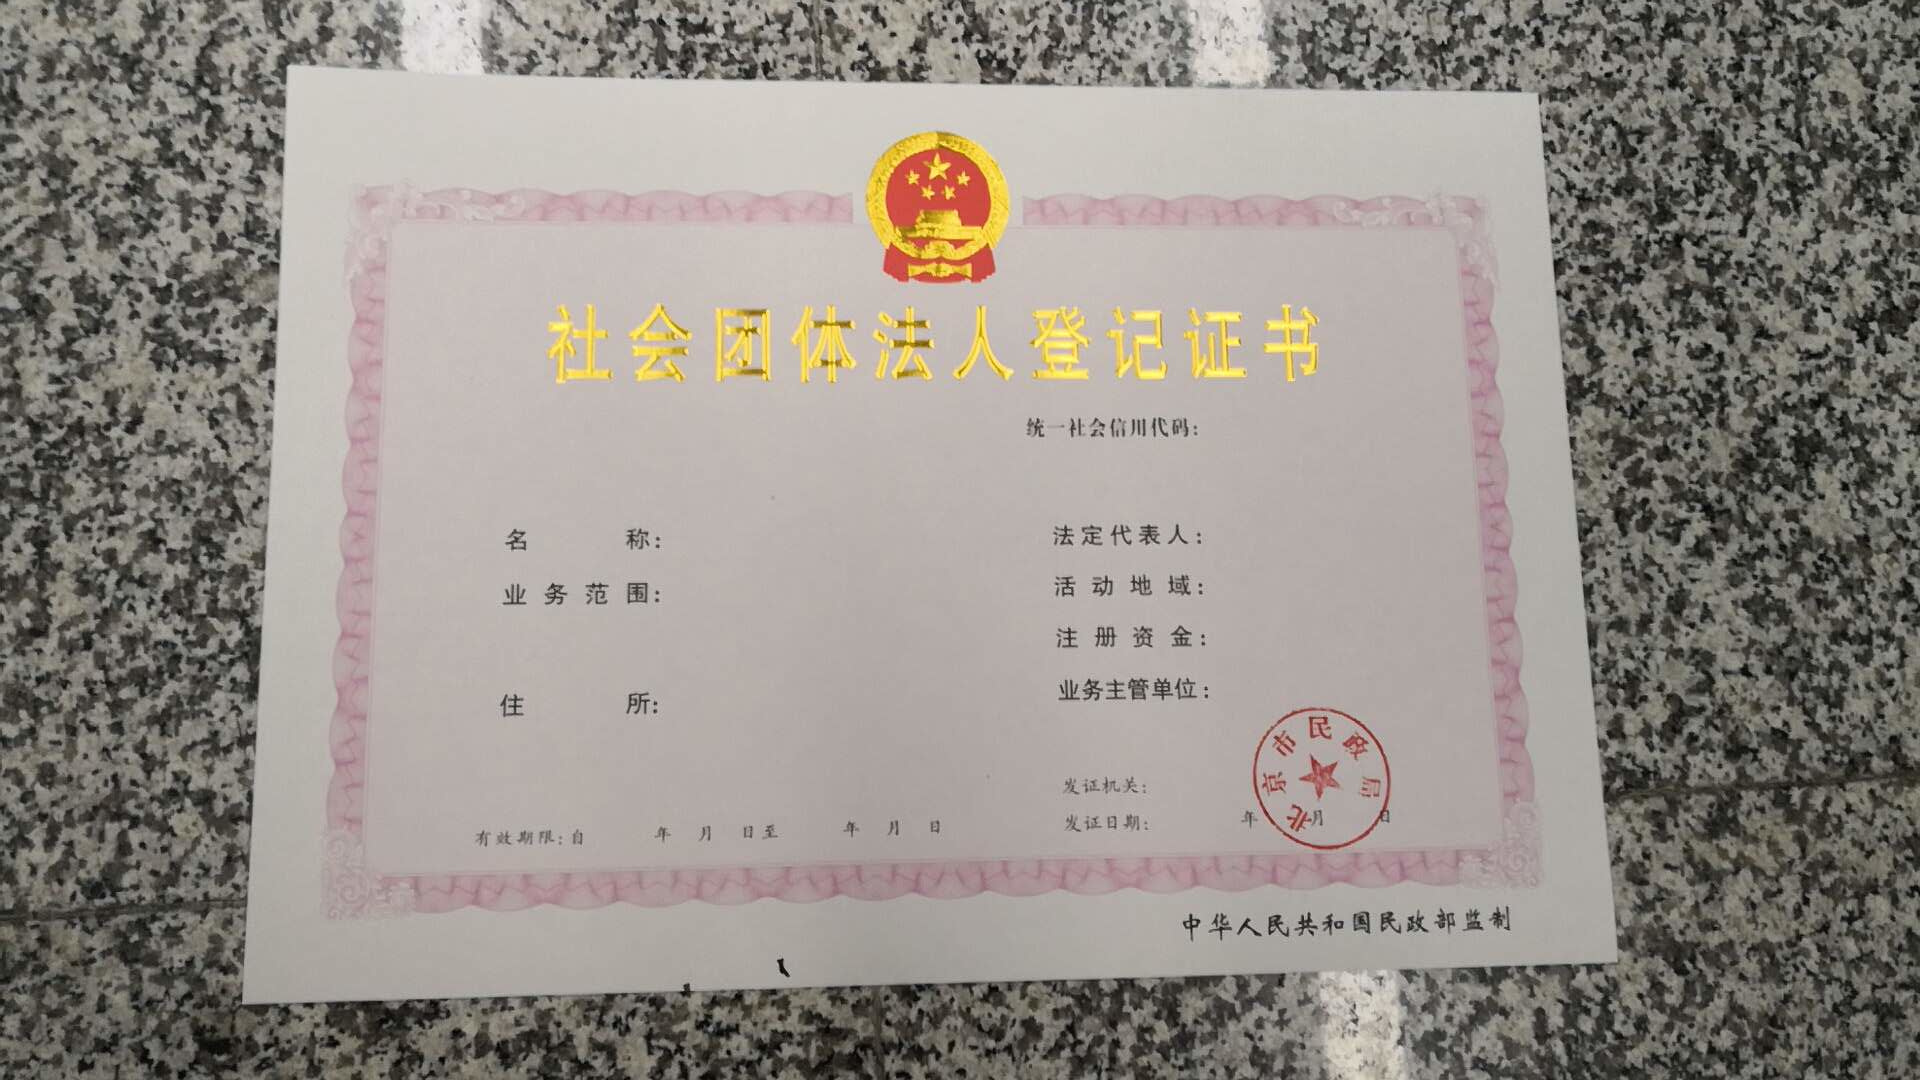 社会团体法人登记证书
统一社会信用代码:
名 称:
业务范围:
住 所:
法定代表人:
活动地域:
注册资金:
业务主管单位:
发证机关:
发证日期: 年 月 日
有效期限:自 年 月 日至 年 月 日
北京市民政局
中华人民共和国民政部监制